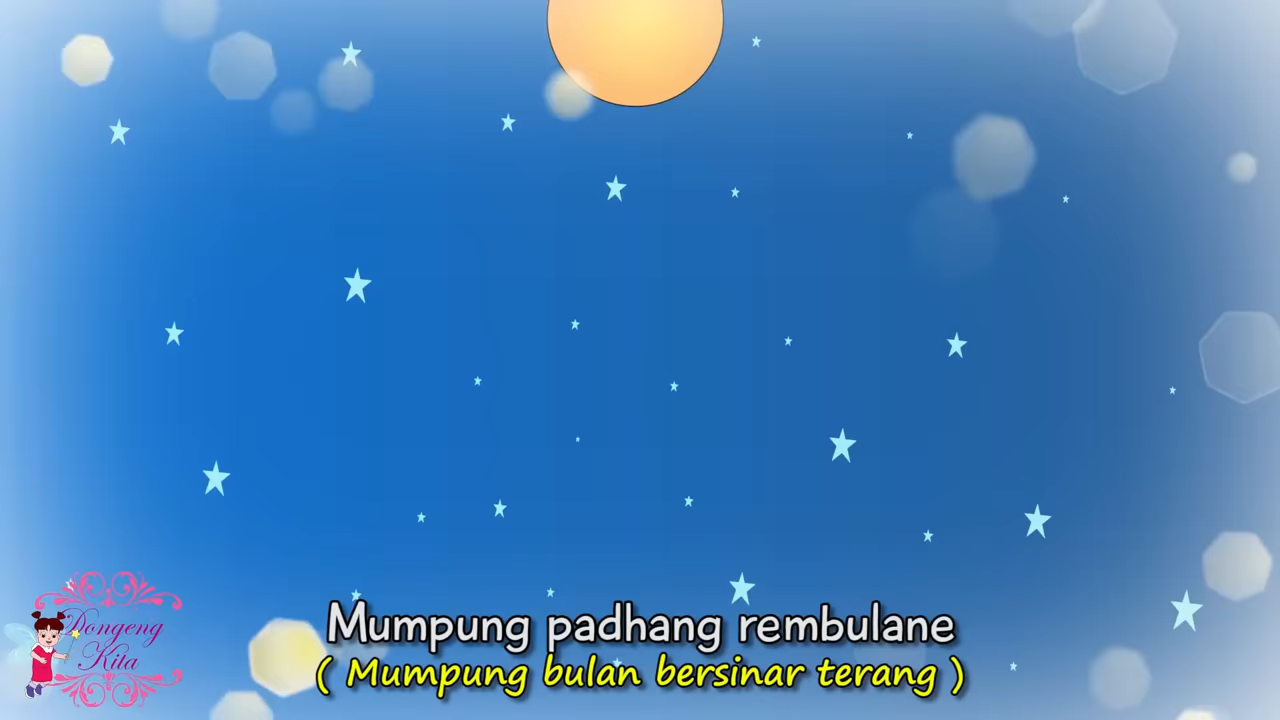 Mumpung padhang rembulane
( Mumpung bulan bersinar terang )
Dongeng
Kita